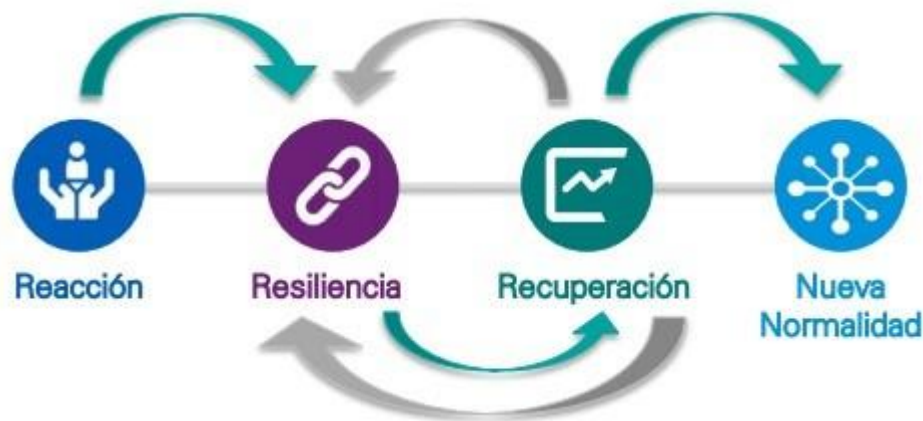 Reacción
Resiliencia
Recuperación
Nueva
Normalidad